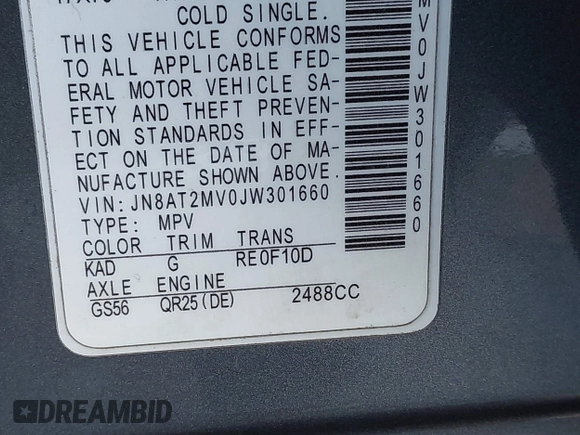 COLD SINGLE.
THIS VEHICLE CONFORMS
TO ALL APPLICABLE FED-
ERAL MOTOR VEHICLE SA-
FETY AND THEFT PREVEN-
TION STANDARDS IN EFF-
ECT ON THE DATE OF MA-
NUFACTURE SHOWN ABOVE.
VIN: JN8AT2MV0JW301660
TYPE: MPV
COLOR TRIM TRANS
KAD G RE0F10D
AXLE ENGINE
GS56 QR25(DE) 2488CC
MV0JW301660
DREAMBID